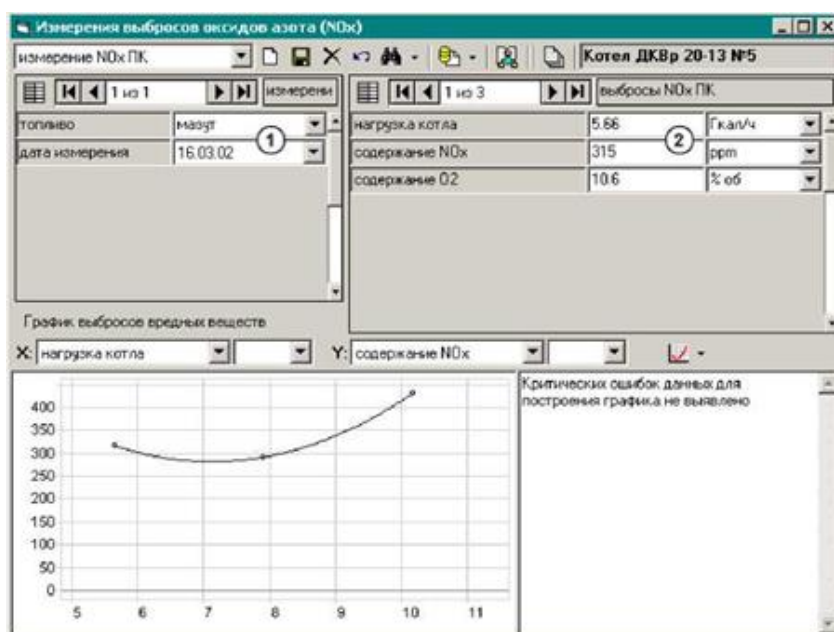 Измерения выбросов оксидов азота (NOx)
измерение NOx ПК Котел ДКВр 20-13 №5
1 из 1 измерени 1 из 3 выбросы NOx ПК
топливо мазут нагрузка котла 5.66 Гкал/ч
1 2
дата измерения 16.03.02 содержание NOx 315 ppm
содержание O2 10.6 % об
График выбросов вредных веществ
X: нагрузка котла Y: содержание NOx
Критических ошибок данных для
построения графика не выявлено
400
350
300
250
200
150
100
50
0
5 6 7 8 9 10 11